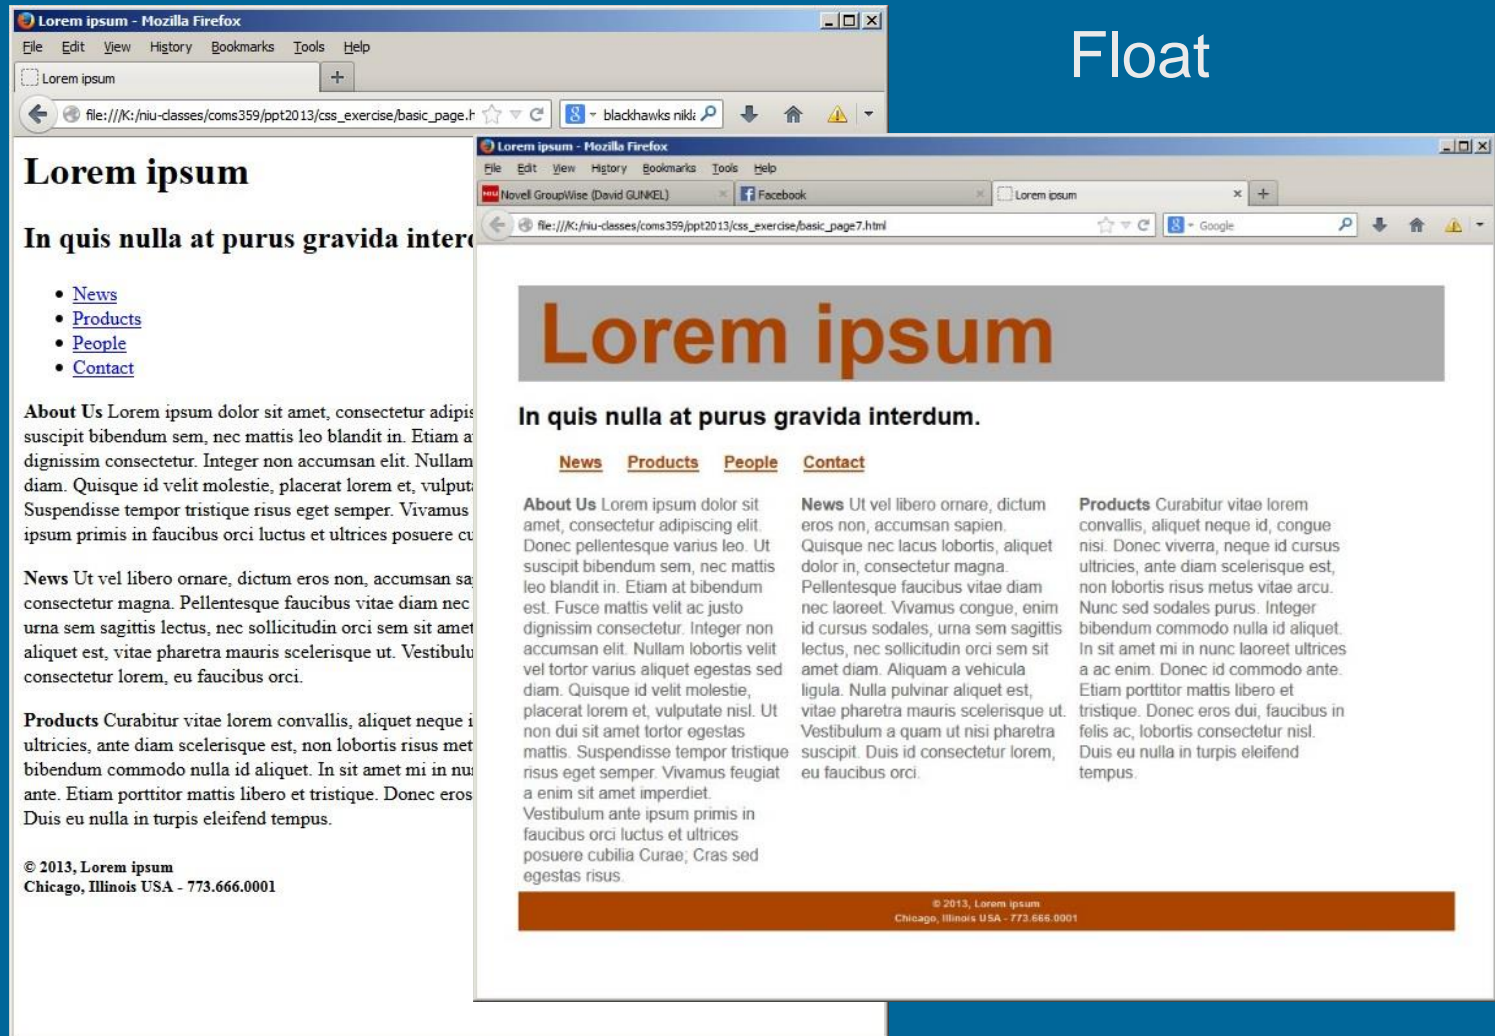 Float
Lorem ipsum - Mozilla Firefox
File Edit View History Bookmarks Tools Help
Lorem ipsum
file:///K:/niu-classes/coms359/ppt2013/css_exercise/basic_page.h
blackhawks nikl
Lorem ipsum
In quis nulla at purus gravida inter
• News
• Products
• People
• Contact
About Us Lorem ipsum dolor sit amet, consectetur adipis
suscipit bibendum sem, nec mattis leo blandit in. Etiam a
dignissim consectetur. Integer non accumsan elit. Nullam
diam. Quisque id velit molestie, placerat lorem et, vulput
Suspendisse tempor tristique risus eget semper. Vivamus
ipsum primis in faucibus orci luctus et ultrices posuere cu
News Ut vel libero ornare, dictum eros non, accumsan sa
consectetur magna. Pellentesque faucibus vitae diam nec
urna sem sagittis lectus, nec sollicitudin orci sem sit amet
aliquet est, vitae pharetra mauris scelerisque ut. Vestibulu
consectetur lorem, eu faucibus orci.
Products Curabitur vitae lorem convallis, aliquet neque i
ultricies, ante diam scelerisque est, non lobortis risus met
bibendum commodo nulla id aliquet. In sit amet mi in nu
ante. Etiam porttitor mattis libero et tristique. Donec eros
Duis eu nulla in turpis eleifend tempus.
© 2013, Lorem ipsum
Chicago, Illinois USA - 773.666.0001
Lorem ipsum - Mozilla Firefox
File Edit View History Bookmarks Tools Help
Novell GroupWise (David GUNKEL)
Facebook
Lorem ipsum
file:///K:/niu-classes/coms359/ppt2013/css_exercise/basic_page7.html
Google
Lorem ipsum
In quis nulla at purus gravida interdum.
News Products People Contact
About Us Lorem ipsum dolor sit
amet, consectetur adipiscing elit.
Donec pellentesque varius leo. Ut
suscipit bibendum sem, nec mattis
leo blandit in. Etiam at bibendum
est. Fusce mattis velit ac justo
dignissim consectetur. Integer non
accumsan elit. Nullam lobortis velit
vel tortor varius aliquet egestas sed
diam. Quisque id velit molestie,
placerat lorem et, vulputate nisl. Ut
non dui sit amet tortor egestas
mattis. Suspendisse tempor tristique
risus eget semper. Vivamus feugiat
a enim sit amet imperdiet.
Vestibulum ante ipsum primis in
faucibus orci luctus et ultrices
posuere cubilia Curae; Cras sed
egestas risus.
News Ut vel libero ornare, dictum
eros non, accumsan sapien.
Quisque nec lacus lobortis, aliquet
dolor in, consectetur magna.
Pellentesque faucibus vitae diam
nec laoreet. Vivamus congue, enim
id cursus sodales, urna sem sagittis
lectus, nec sollicitudin orci sem sit
amet diam. Aliquam a vehicula
ligula. Nulla pulvinar aliquet est,
vitae pharetra mauris scelerisque ut.
Vestibulum a quam ut nisi pharetra
suscipit. Duis id consectetur lorem,
eu faucibus orci.
Products Curabitur vitae lorem
convallis, aliquet neque id, congue
nisi. Donec viverra, neque id cursus
ultricies, ante diam scelerisque est,
non lobortis risus metus vitae arcu.
Nunc sed sodales purus. Integer
bibendum commodo nulla id aliquet.
In sit amet mi in nunc laoreet ultrices
a ac enim. Donec id commodo ante.
Etiam porttitor mattis libero et
tristique. Donec eros dui, faucibus in
felis ac, lobortis consectetur nisl.
Duis eu nulla in turpis eleifend
tempus.
© 2013, Lorem ipsum
Chicago, Illinois USA - 773.666.0001